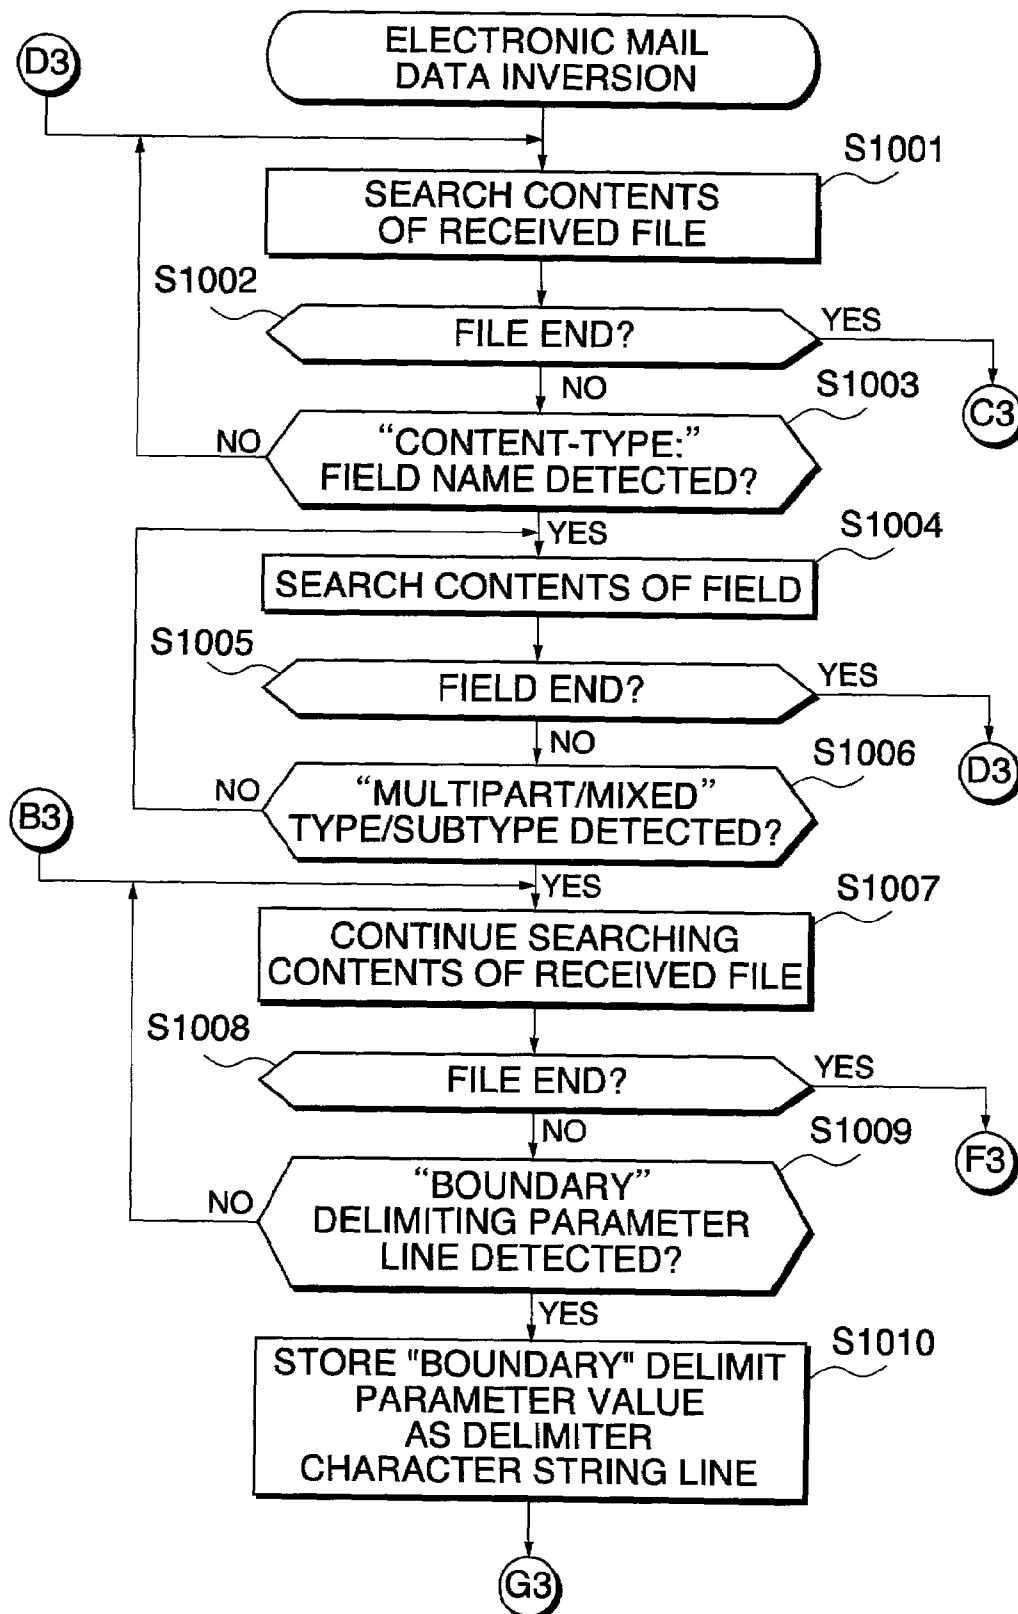 D3
ELECTRONIC MAIL
DATA INVERSION
S1001
SEARCH CONTENTS
OF RECEIVED FILE
S1002
FILE END?
YES
C3
NO
S1003
NO
“CONTENT-TYPE:”
FIELD NAME DETECTED?
YES
S1004
SEARCH CONTENTS OF FIELD
S1005
FIELD END?
YES
D3
NO
S1006
NO
“MULTIPART/MIXED”
TYPE/SUBTYPE DETECTED?
B3
YES
S1007
CONTINUE SEARCHING
CONTENTS OF RECEIVED FILE
S1008
FILE END?
YES
F3
NO
S1009
NO
“BOUNDARY”
DELIMITING PARAMETER
LINE DETECTED?
YES
S1010
STORE "BOUNDARY" DELIMIT
PARAMETER VALUE
AS DELIMITER
CHARACTER STRING LINE
G3